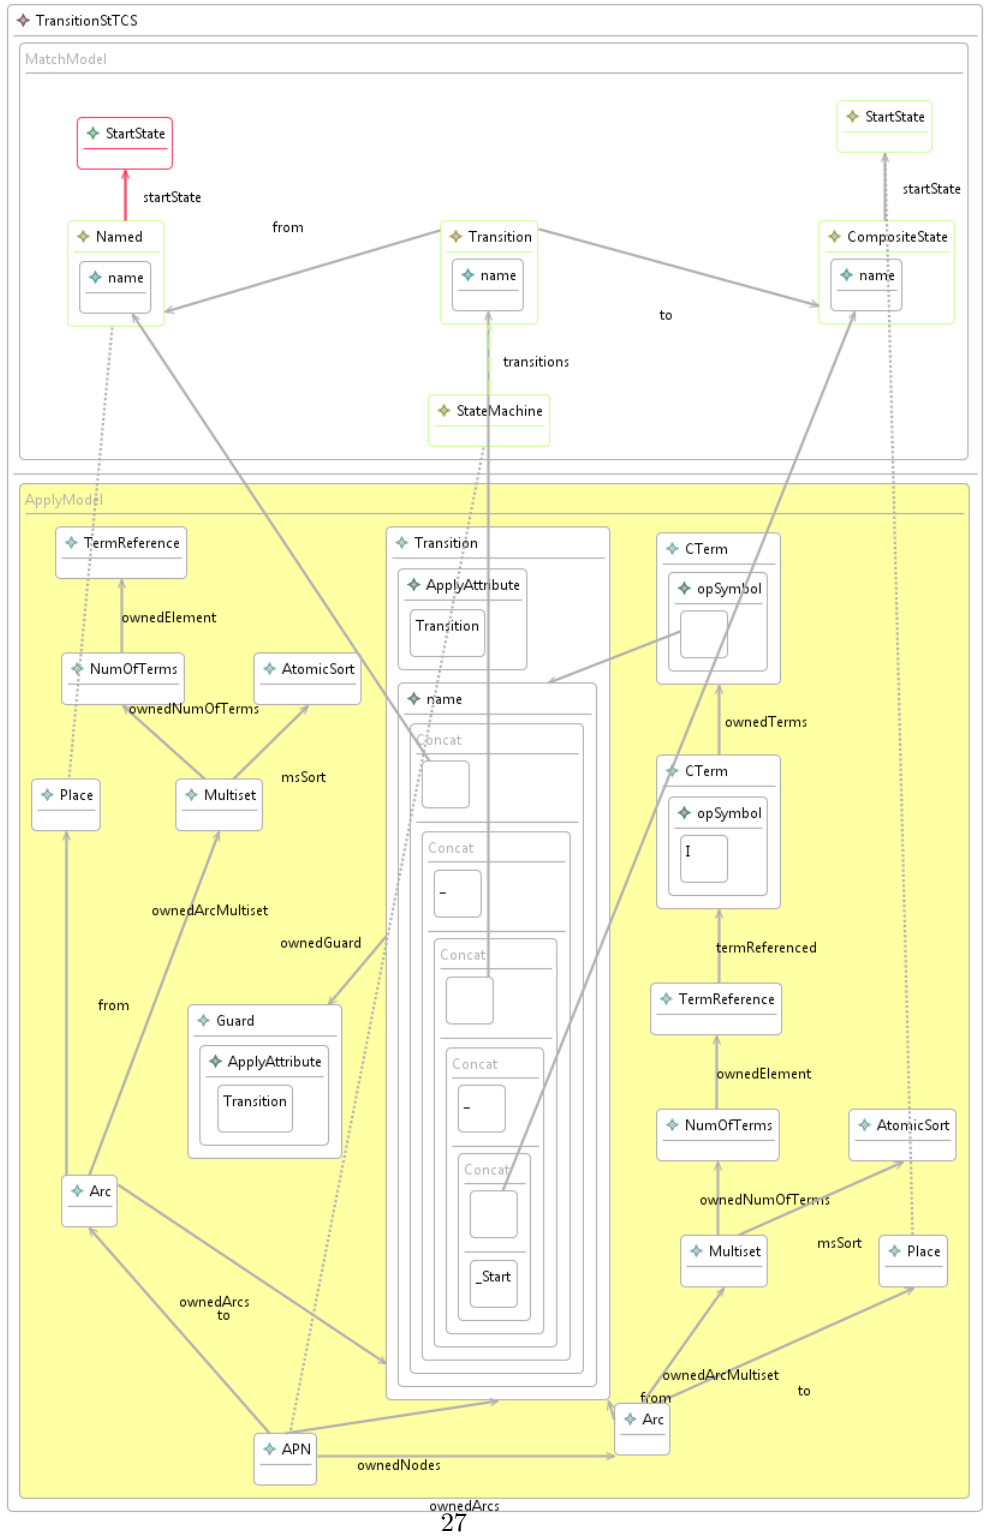 TransitionStTCS
MatchModel
StartState
StartState
startState
startState
from
Named
Transition
CompositeState
name
name
name
to
transitions
StateMachine
ApplyModel
TermReference
Transition
CTerm
ApplyAttribute
opSymbol
ownedElement
Transition
NumOfTerms
AtomicSort
name
ownedNumOfTerms
ownedTerms
Concat
msSort
CTerm
Place
Multiset
opSymbol
Concat
I
_
ownedArcMultiset
ownedGuard
termReferenced
Concat
from
TermReference
Guard
ApplyAttribute
Concat
ownedElement
Transition
_
NumOfTerms
AtomicSort
Concat
Arc
ownedNumOfTerms
msSort
Multiset
Place
_Start
ownedArcs
to
ownedArcMultiset
to
from
Arc
APN
ownedNodes
ownedArcs
27